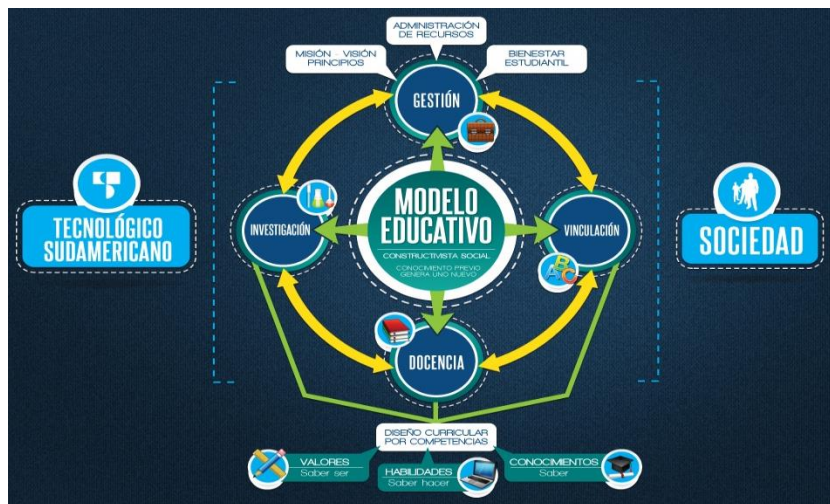 ADMINISTRACIÓN
DE RECURSOS
MISIÓN - VISIÓN
PRINCIPIOS
BIENESTAR
ESTUDIANTIL
GESTIÓN
TECNOLÓGICO
SUDAMERICANO
INVESTIGACIÓN
MODELO
EDUCATIVO
CONSTRUCTIVISTA SOCIAL
CONOCIMIENTO PREVIO
GENERA UNO NUEVO
VINCULACIÓN
ABC
SOCIEDAD
DOCENCIA
DISEÑO CURRICULAR
POR COMPETENCIAS
VALORES
Saber ser
HABILIDADES
Saber hacer
CONOCIMIENTOS
Saber